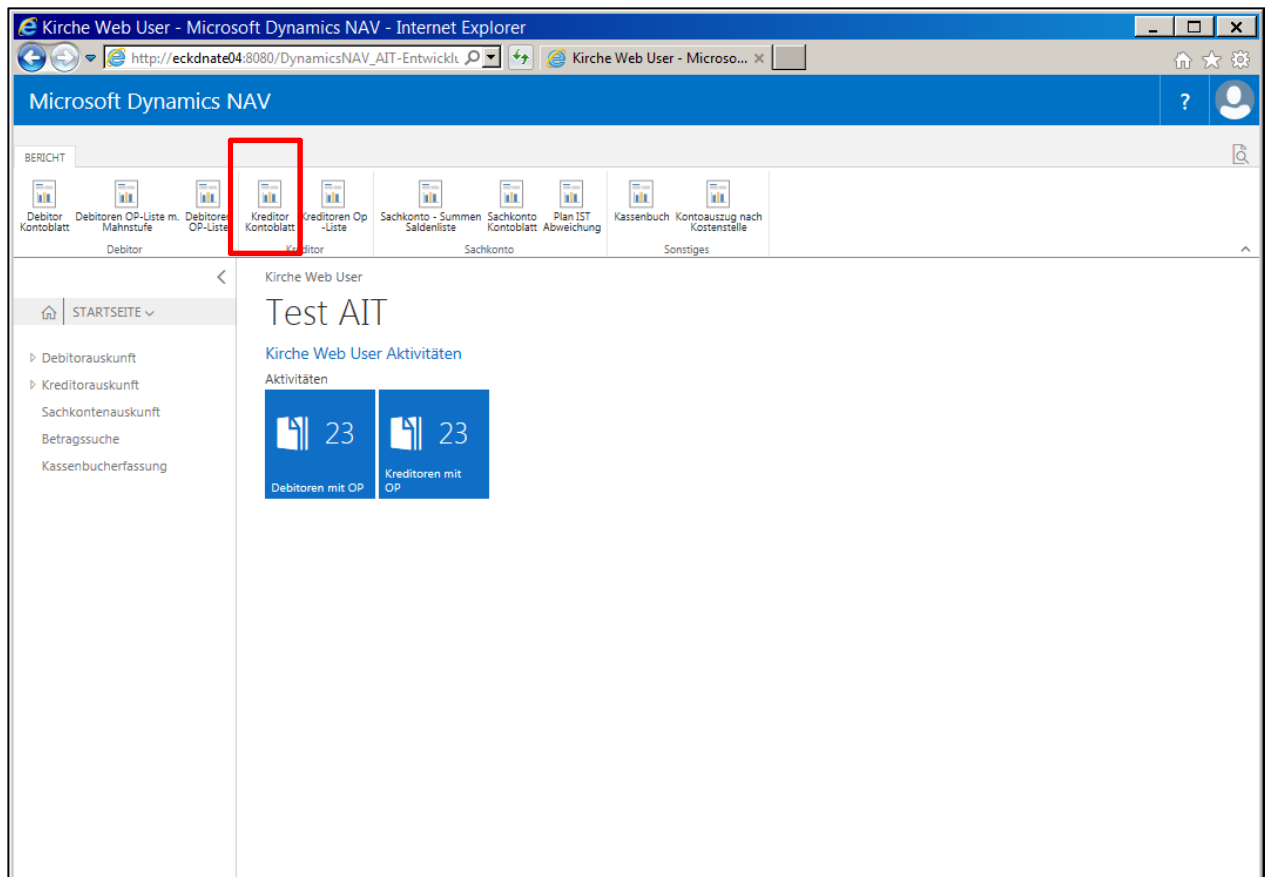 Kirche Web User - Microsoft Dynamics NAV - Internet Explorer
http://eckdnate04:8080/DynamicsNAV_AIT-Entwicklu
Kirche Web User - Microso...
Microsoft Dynamics NAV
?
BERICHT
Debitor Kontoblatt
Debitoren OP-Liste m. Mahnstufe
Debitoren OP-Liste
Kreditor Kontoblatt
Kreditoren Op -Liste
Sachkonto - Summen Saldenliste
Sachkonto Kontoblatt
Plan IST Abweichung
Kassenbuch
Kontoauszug nach Kostenstelle
Debitor
Kreditor
Sachkonto
Sonstiges
STARTSEITE
Debitorauskunft
Kreditorauskunft
Sachkontenauskunft
Betragssuche
Kassenbucherfassung
Kirche Web User
Test AIT
Kirche Web User Aktivitäten
Aktivitäten
23
Debitoren mit OP
23
Kreditoren mit
OP